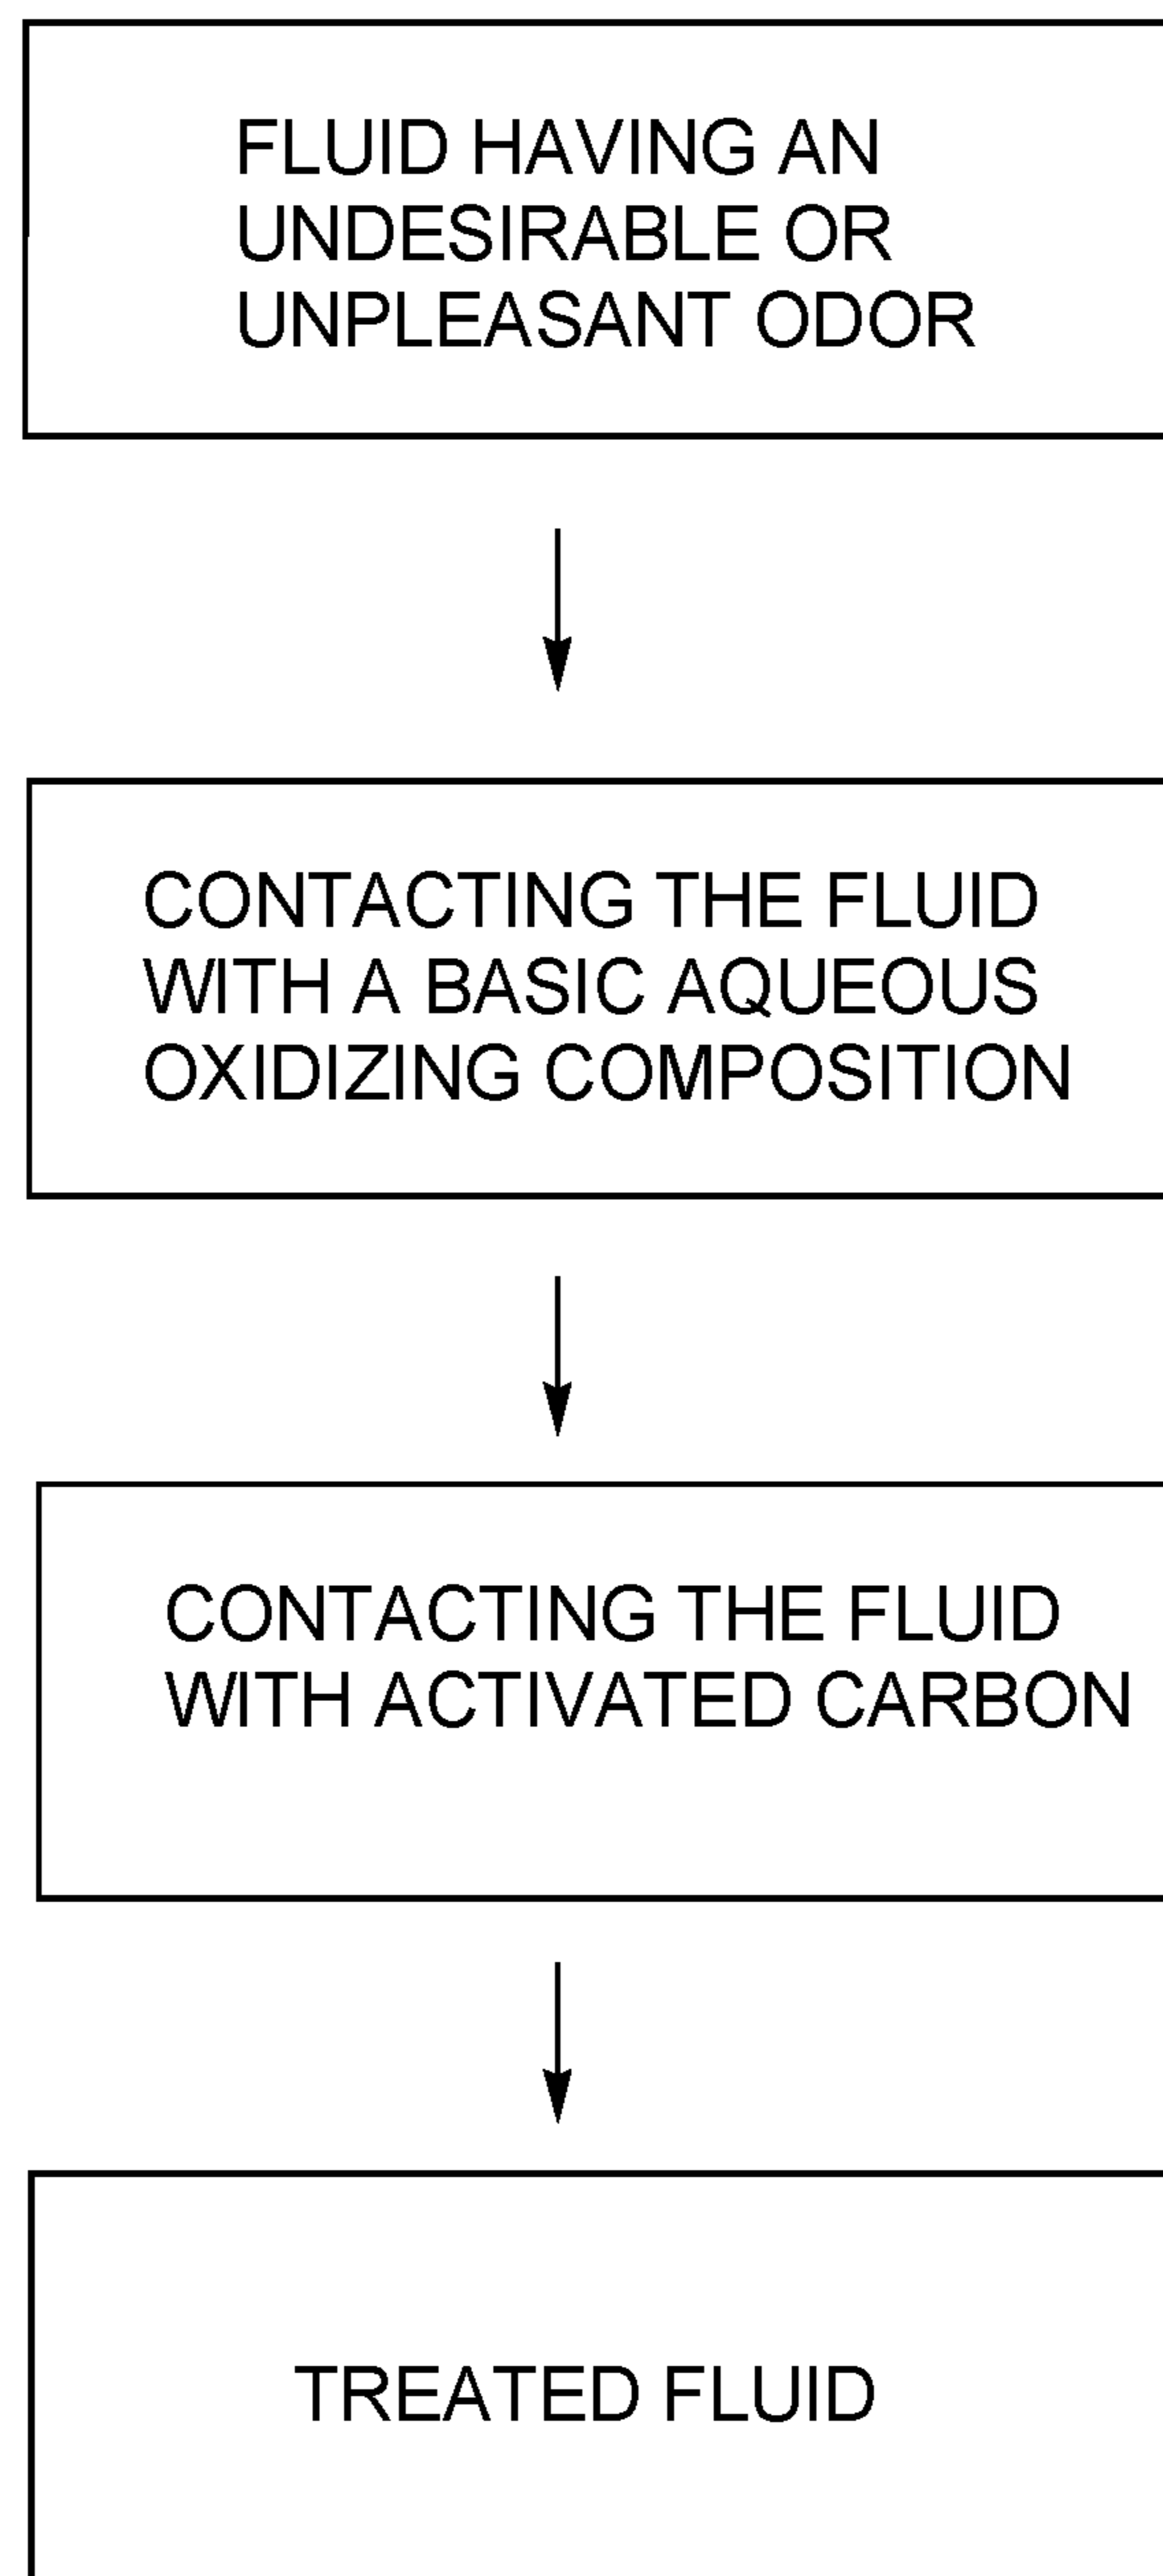 FLUID HAVING AN
UNDESIRABLE OR
UNPLEASANT ODOR
CONTACTING THE FLUID
WITH A BASIC AQUEOUS
OXIDIZING COMPOSITION
CONTACTING THE FLUID
WITH ACTIVATED CARBON
TREATED FLUID